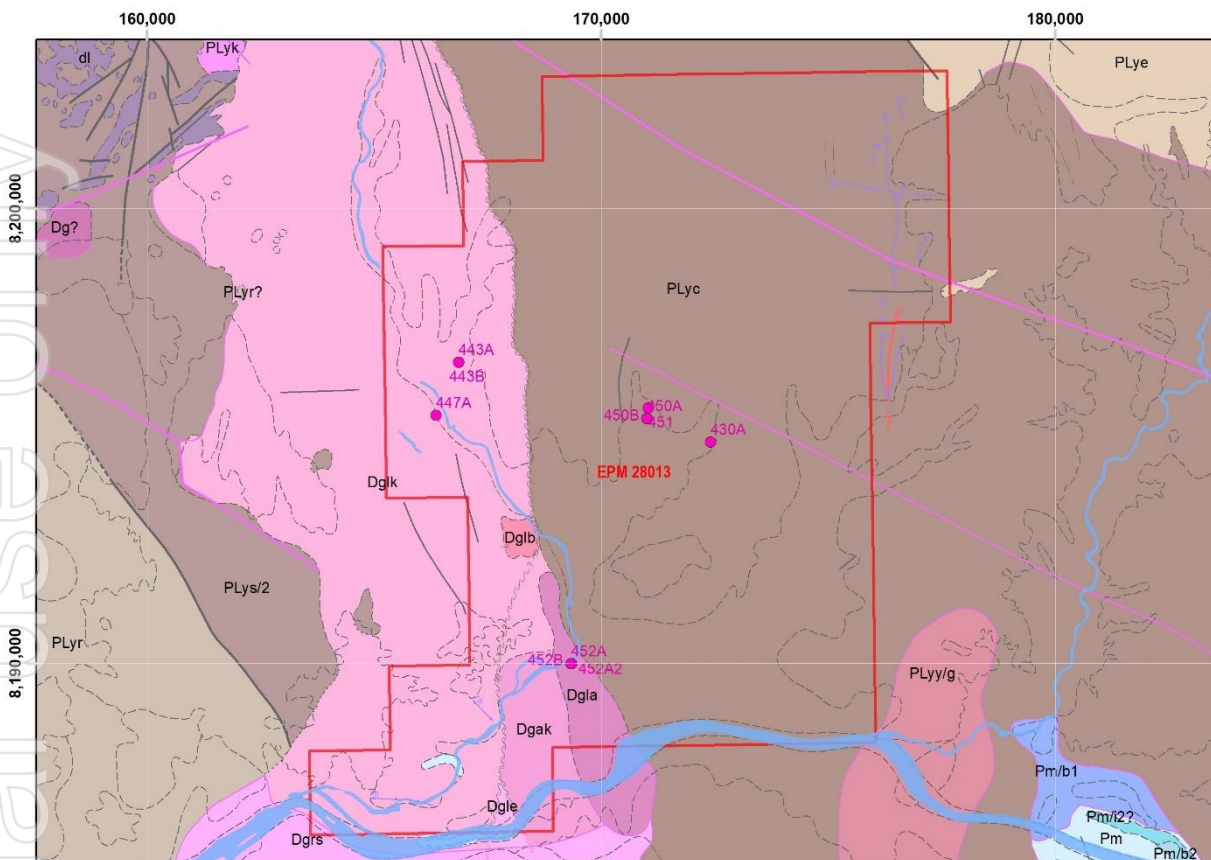 160,000
170,000
180,000
8,200,000
8,190,000
dl
PLyk
PLye
Dg?
PLyr?
PLyc
443A
443B
447A
450A
450B
451
430A
EPM 28013
Dglk
Dglb
PLys/2
PLyr
452A
452B
452A2
Dgla
PLyy/g
Dgak
Dgle
Dgrs
Pm/b1
Pm/i2?
Pm
Pm/b2